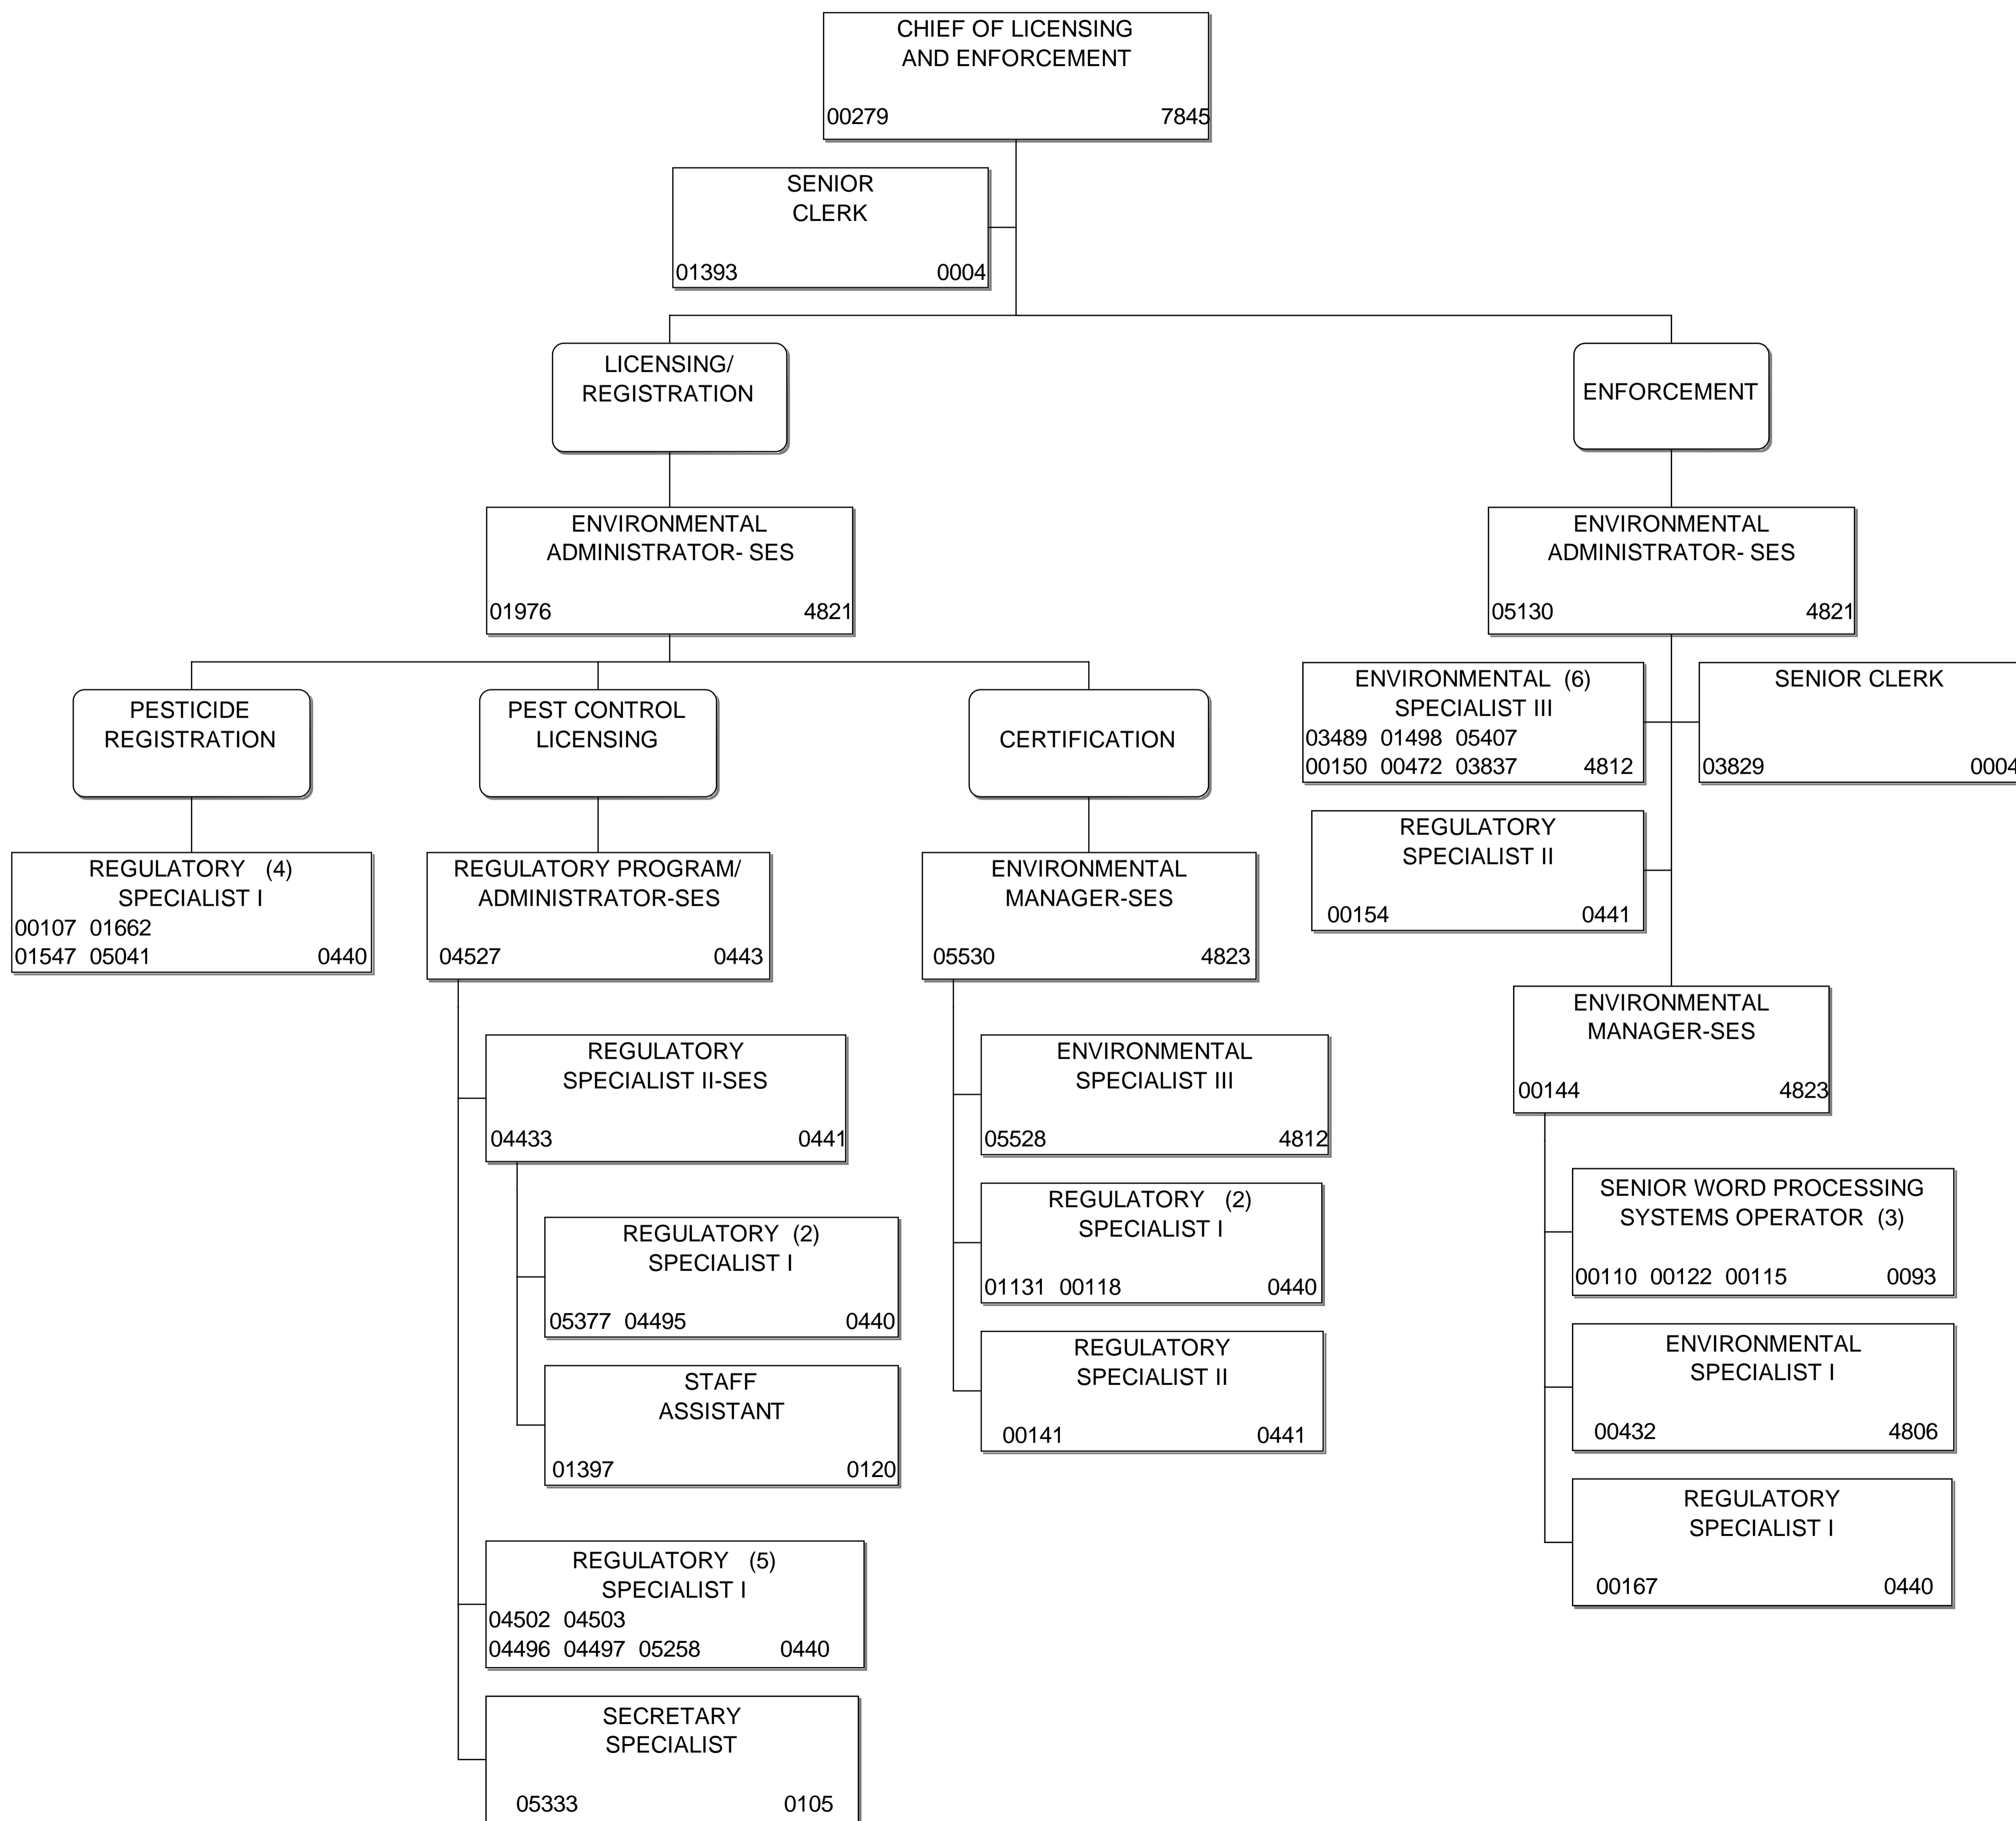 CHIEF OF LICENSING
AND ENFORCEMENT
00279 7845
SENIOR
CLERK
01393 0004
LICENSING/
REGISTRATION
ENFORCEMENT
ENVIRONMENTAL
ADMINISTRATOR- SES
01976 4821
ENVIRONMENTAL
ADMINISTRATOR- SES
05130 4821
PESTICIDE
REGISTRATION
PEST CONTROL
LICENSING
CERTIFICATION
ENVIRONMENTAL (6)
SPECIALIST III
03489 01498 05407
00150 00472 03837 4812
SENIOR CLERK
03829 0004
REGULATORY
SPECIALIST II
00154 0441
REGULATORY (4)
SPECIALIST I
00107 01662
01547 05041 0440
REGULATORY PROGRAM/
ADMINISTRATOR-SES
04527 0443
ENVIRONMENTAL
MANAGER-SES
05530 4823
ENVIRONMENTAL
MANAGER-SES
00144 4823
REGULATORY
SPECIALIST II-SES
04433 0441
REGULATORY (2)
SPECIALIST I
05377 04495 0440
STAFF
ASSISTANT
01397 0120
REGULATORY (5)
SPECIALIST I
04502 04503
04496 04497 05258 0440
SECRETARY
SPECIALIST
05333 0105
ENVIRONMENTAL
SPECIALIST III
05528 4812
REGULATORY (2)
SPECIALIST I
01131 00118 0440
REGULATORY
SPECIALIST II
00141 0441
SENIOR WORD PROCESSING
SYSTEMS OPERATOR (3)
00110 00122 00115 0093
ENVIRONMENTAL
SPECIALIST I
00432 4806
REGULATORY
SPECIALIST I
00167 0440